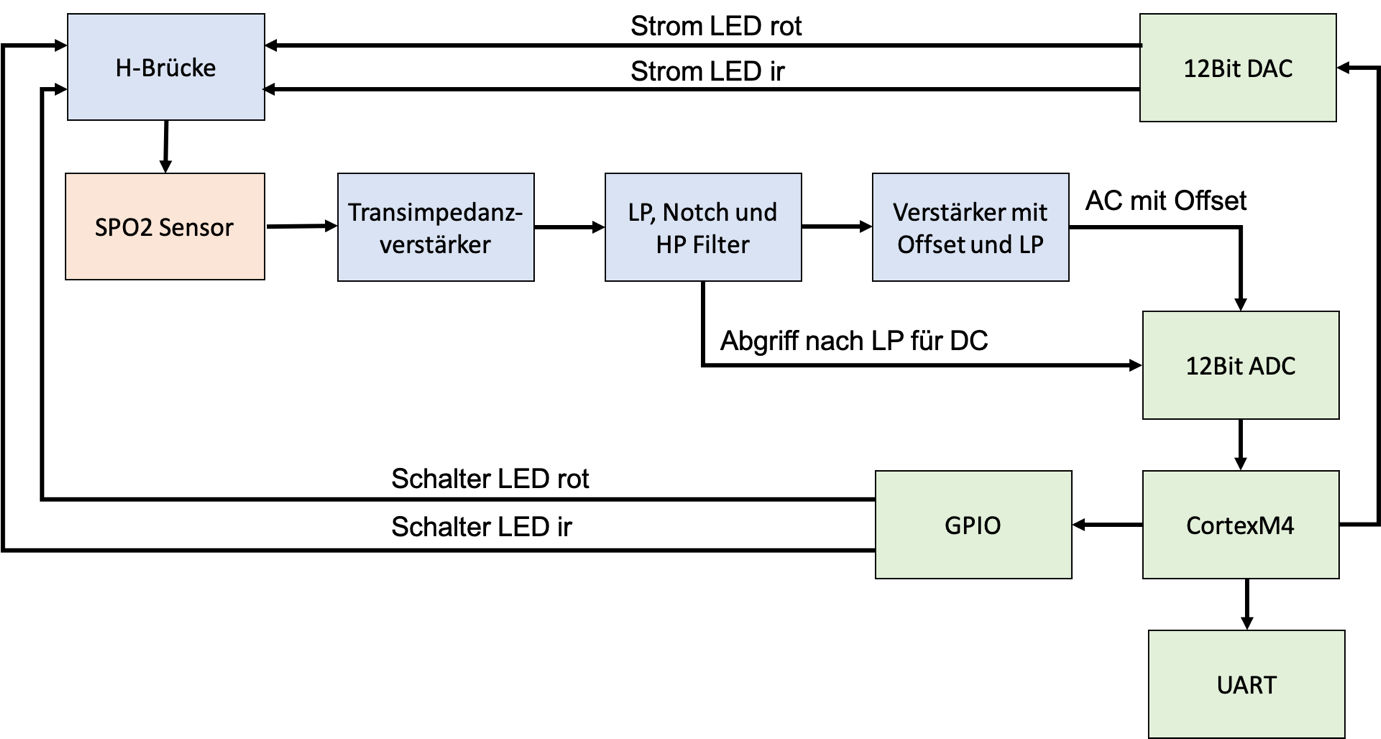 Strom LED rot
H-Brücke
12Bit DAC
Strom LED ir
SPO2 Sensor
Transimpedanz-
verstärker
LP, Notch und
HP Filter
Verstärker mit
Offset und LP
AC mit Offset
Abgriff nach LP für DC
12Bit ADC
Schalter LED rot
Schalter LED ir
GPIO
CortexM4
UART